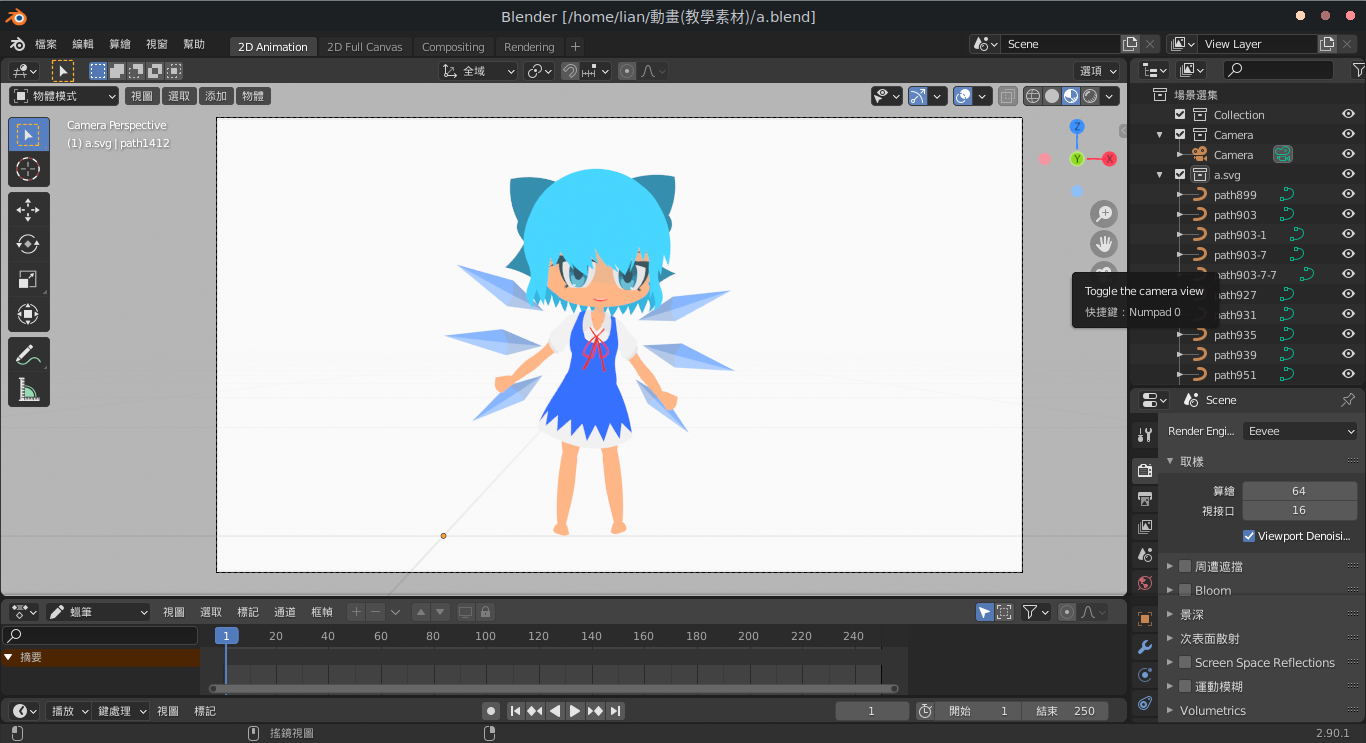 Blender [/home/lian/動畫(教學素材)/a.blend]
檔案 編輯 算繪 視窗 幫助 2D Animation 2D Full Canvas Compositing Rendering + Scene View Layer
全域 選項
物體模式 視圖 選取 添加 物體
Camera Perspective
(1) a.svg | path1412
Z
Y X
場景選集
Collection
Camera
Camera
a.svg
path899
path903
path903-1
path903-7
path903-7-7
path927
path931
path935
path939
path951
Toggle the camera view
快捷鍵：Numpad 0
Scene
Render Engi... Eevee
取樣
算繪 64
視接口 16
Viewport Denoisi...
周遭遮擋
Bloom
景深
次表面散射
Screen Space Reflections
運動模糊
Volumetrics
蠟筆 視圖 選取 標記 通道 框幀
1 20 40 60 80 100 120 140 160 180 200 220 240
摘要
播放 鍵處理 視圖 標記 1 開始 1 結束 250
搖鏡視圖 2.90.1